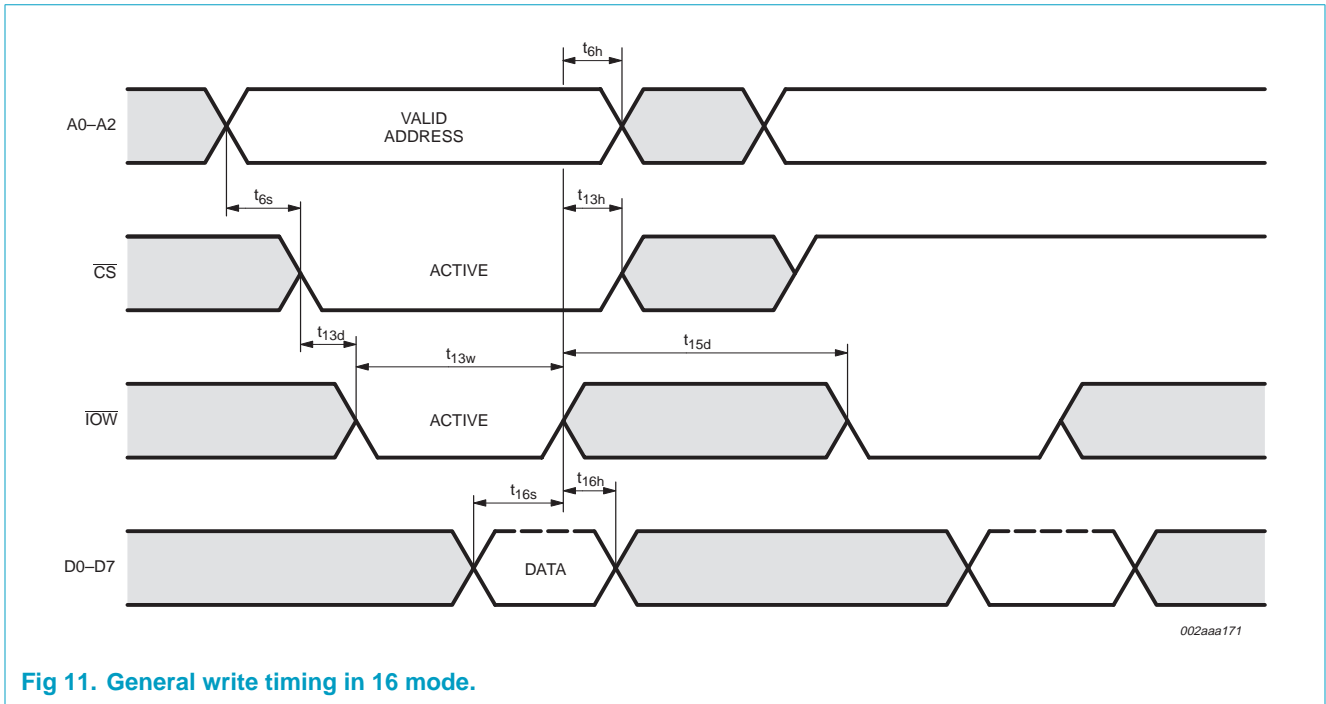 t6h
A0–A2
VALID
ADDRESS
t6s
t13h
CS
ACTIVE
t13d
t13w
t15d
IOW
ACTIVE
t16s
t16h
D0–D7
DATA
002aaa171
Fig 11. General write timing in 16 mode.